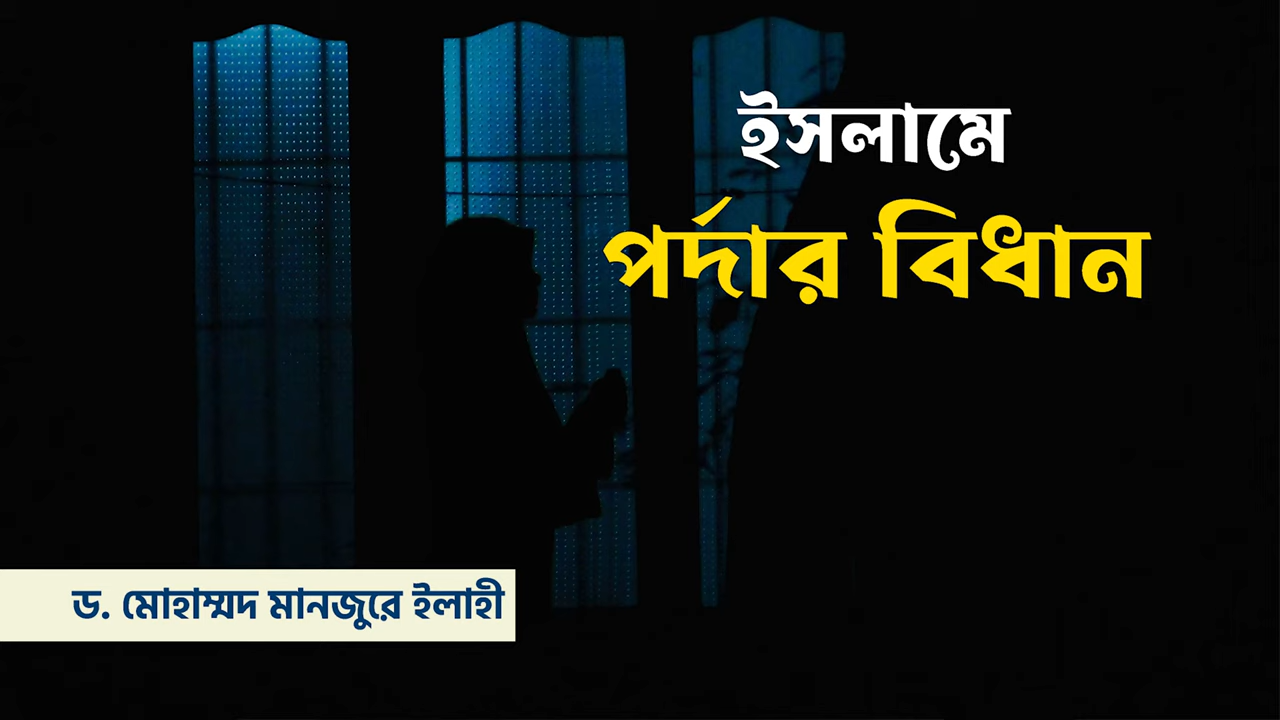 ইসলামে
পর্দার বিধান
ড. মোহাম্মদ মানজুরে ইলাহী